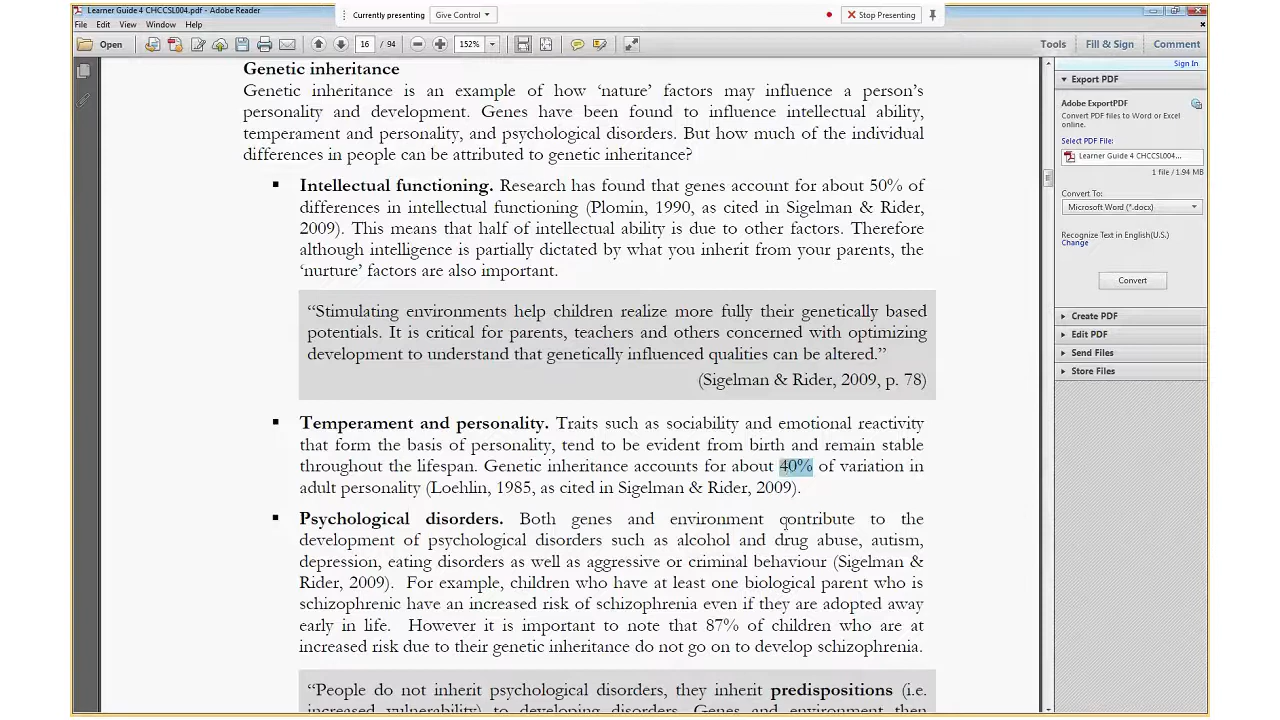 Learner Guide 4 CHCCSL004.pdf - Adobe Reader
Currently presenting
Give Control
Stop Presenting
File Edit View Window Help
Open
16 / 94
152%
Tools
Fill & Sign
Comment
Sign In
Genetic inheritance
Genetic inheritance is an example of how ‘nature’ factors may influence a person’s
personality and development. Genes have been found to influence intellectual ability,
temperament and personality, and psychological disorders. But how much of the individual
differences in people can be attributed to genetic inheritance?
▪ Intellectual functioning. Research has found that genes account for about 50% of
differences in intellectual functioning (Plomin, 1990, as cited in Sigelman & Rider,
2009). This means that half of intellectual ability is due to other factors. Therefore
although intelligence is partially dictated by what you inherit from your parents, the
‘nurture’ factors are also important.
“Stimulating environments help children realize more fully their genetically based
potentials. It is critical for parents, teachers and others concerned with optimizing
development to understand that genetically influenced qualities can be altered.”
(Sigelman & Rider, 2009, p. 78)
▪ Temperament and personality. Traits such as sociability and emotional reactivity
that form the basis of personality, tend to be evident from birth and remain stable
throughout the lifespan. Genetic inheritance accounts for about 40% of variation in
adult personality (Loehlin, 1985, as cited in Sigelman & Rider, 2009).
▪ Psychological disorders. Both genes and environment contribute to the
development of psychological disorders such as alcohol and drug abuse, autism,
depression, eating disorders as well as aggressive or criminal behaviour (Sigelman &
Rider, 2009). For example, children who have at least one biological parent who is
schizophrenic have an increased risk of schizophrenia even if they are adopted away
early in life. However it is important to note that 87% of children who are at
increased risk due to their genetic inheritance do not go on to develop schizophrenia.
“People do not inherit psychological disorders, they inherit predispositions (i.e.
increased vulnerability) to developing disorders. Genes and environment then
Export PDF
Adobe ExportPDF
Convert PDF files to Word or Excel
online.
Select PDF File:
Learner Guide 4 CHCCSL004...
1 file / 1.94 MB
Convert To:
Microsoft Word (*.docx)
Recognize Text in English(U.S.)
Change
Convert
Create PDF
Edit PDF
Send Files
Store Files